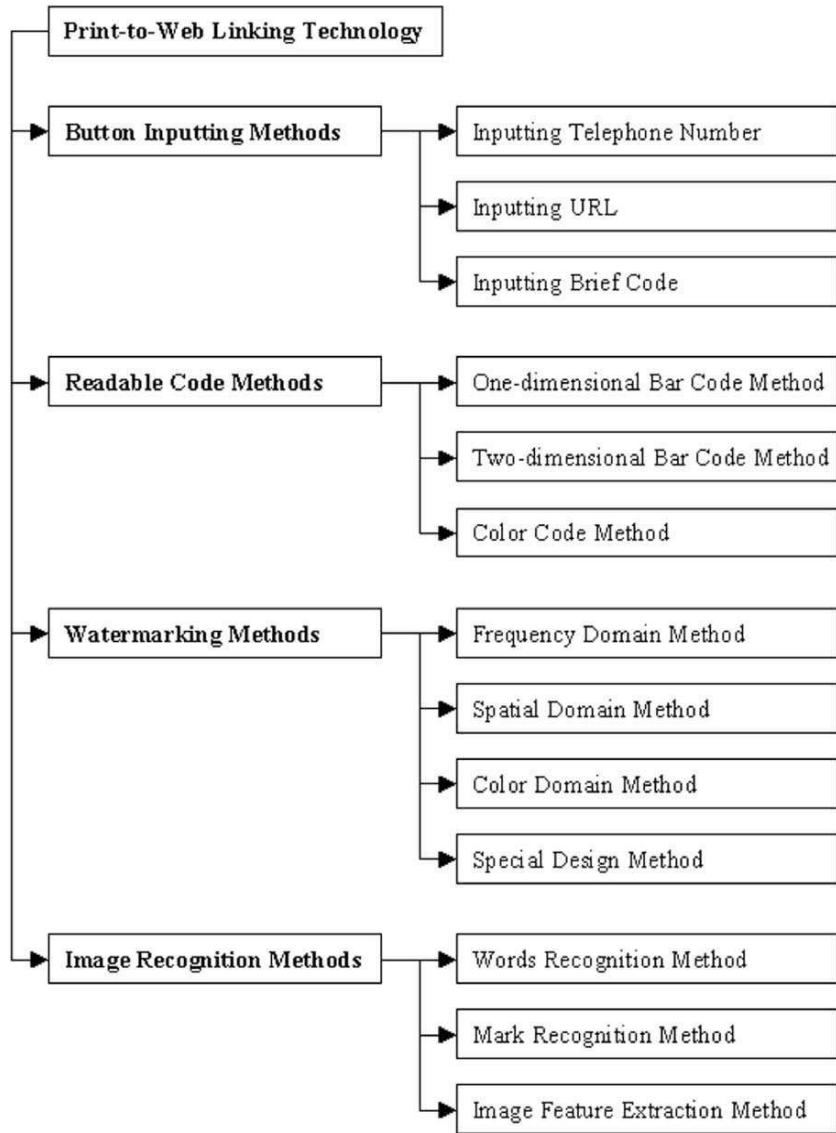 Print-to-Web Linking Technology
Button Inputting Methods
Inputting Telephone Number
Inputting URL
Inputting Brief Code
Readable Code Methods
One-dimensional Bar Code Method
Two-dimensional Bar Code Method
Color Code Method
Watermarking Methods
Frequency Domain Method
Spatial Domain Method
Color Domain Method
Special Design Method
Image Recognition Methods
Words Recognition Method
Mark Recognition Method
Image Feature Extraction Method